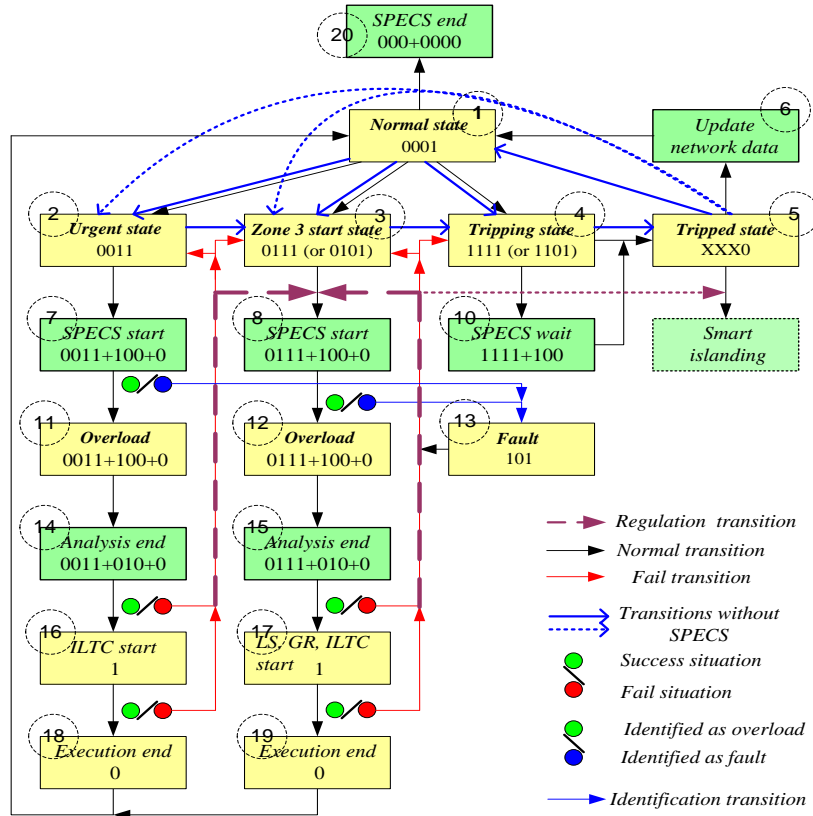 20
SPECS end
000+0000
1
Normal state
0001
6
Update
network data
2
Urgent state
0011
3
Zone 3 start state
0111 (or 0101)
4
Tripping state
1111 (or 1101)
5
Tripped state
XXX0
7
SPECS start
0011+100+0
8
SPECS start
0111+100+0
10
SPECS wait
1111+100
Smart
islanding
11
Overload
0011+100+0
12
Overload
0111+100+0
13
Fault
101
14
Analysis end
0011+010+0
15
Analysis end
0111+010+0
16
ILTC start
1
17
LS, GR, ILTC
start
1
18
Execution end
0
19
Execution end
0
Regulation transition
Normal transition
Fail transition
Transitions without
SPECS
Success situation
Fail situation
Identified as overload
Identified as fault
Identification transition